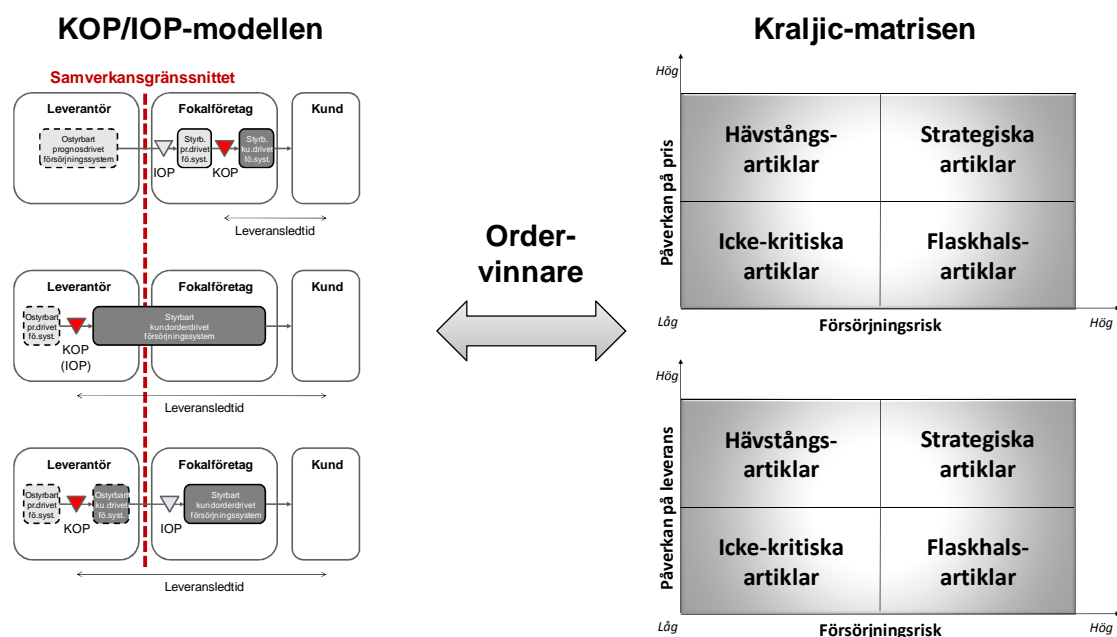 KOP/IOP-modellen
Samverkansgränssnittet
Leverantör
Fokalföretag
Kund
Ostyrbart
prognosdrivet
försörjningssystem
IOP
Styrb.
pr.drivet
fö.syst.
KOP
Styrb.
ku.drivet
fö.syst.
Leveransledtid
Leverantör
Fokalföretag
Kund
Ostyrbart
pr.drivet
fö.syst.
KOP
(IOP)
Styrbart
kundorderdrivet
försörjningssystem
Leveransledtid
Leverantör
Fokalföretag
Kund
Ostyrbart
pr.drivet
fö.syst.
KOP
Ostyrbart
ku.drivet
fö.syst.
IOP
Styrbart
kundorderdrivet
försörjningssystem
Leveransledtid
Order-
vinnare
Kraljic-matrisen
Hög
Påverkan på pris
Hävstångs-
artiklar
Strategiska
artiklar
Icke-kritiska
artiklar
Flaskhals-
artiklar
Låg
Försörjningsrisk
Hög
Hög
Påverkan på leverans
Hävstångs-
artiklar
Strategiska
artiklar
Icke-kritiska
artiklar
Flaskhals-
artiklar
Låg
Försörjningsrisk
Hög